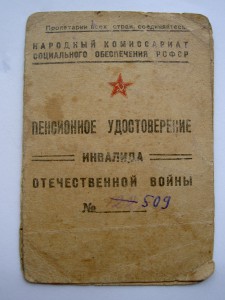 Пролетарии всех стран, соединяйтесь
НАРОДНЫЙ КОМИССАРИАТ
СОЦИАЛЬНОГО ОБЕСПЕЧЕНИЯ РСФСР
ПЕНСИОННОЕ УДОСТОВЕРЕНИЕ
ИНВАЛИДА
ОТЕЧЕСТВЕННОЙ ВОЙНЫ
№ 509